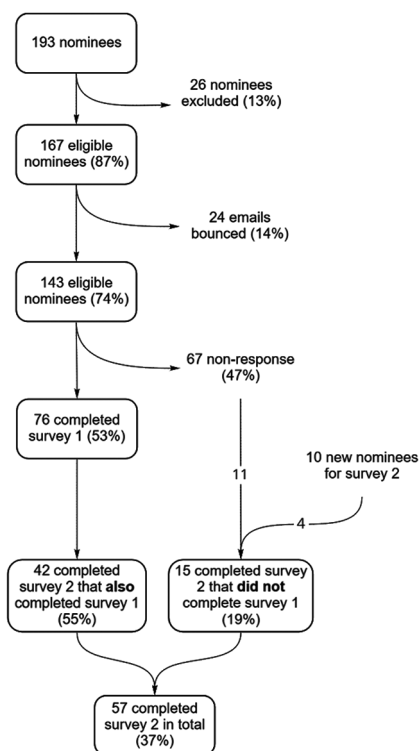 193 nominees
26 nominees
excluded (13%)
167 eligible
nominees (87%)
24 emails
bounced (14%)
143 eligible
nominees (74%)
67 non-response
(47%)
76 completed
survey 1 (53%)
11
10 new nominees
for survey 2
4
42 completed
survey 2 that also
completed survey 1
(55%)
15 completed survey
2 that did not
complete survey 1
(19%)
57 completed
survey 2 in total
(37%)